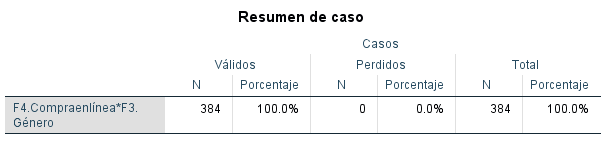 Resumen de caso
Casos
Válidos Perdidos Total
N Porcentaje N Porcentaje N Porcentaje
F4.Compraenlínea*F3. 384 100.0% 0 0.0% 384 100.0%
Género